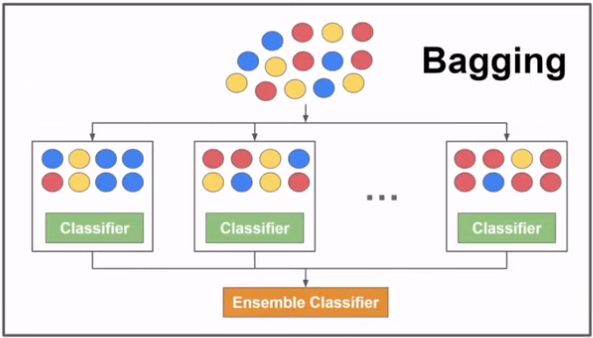 Bagging
Classifier
Classifier
...
Classifier
Ensemble Classifier